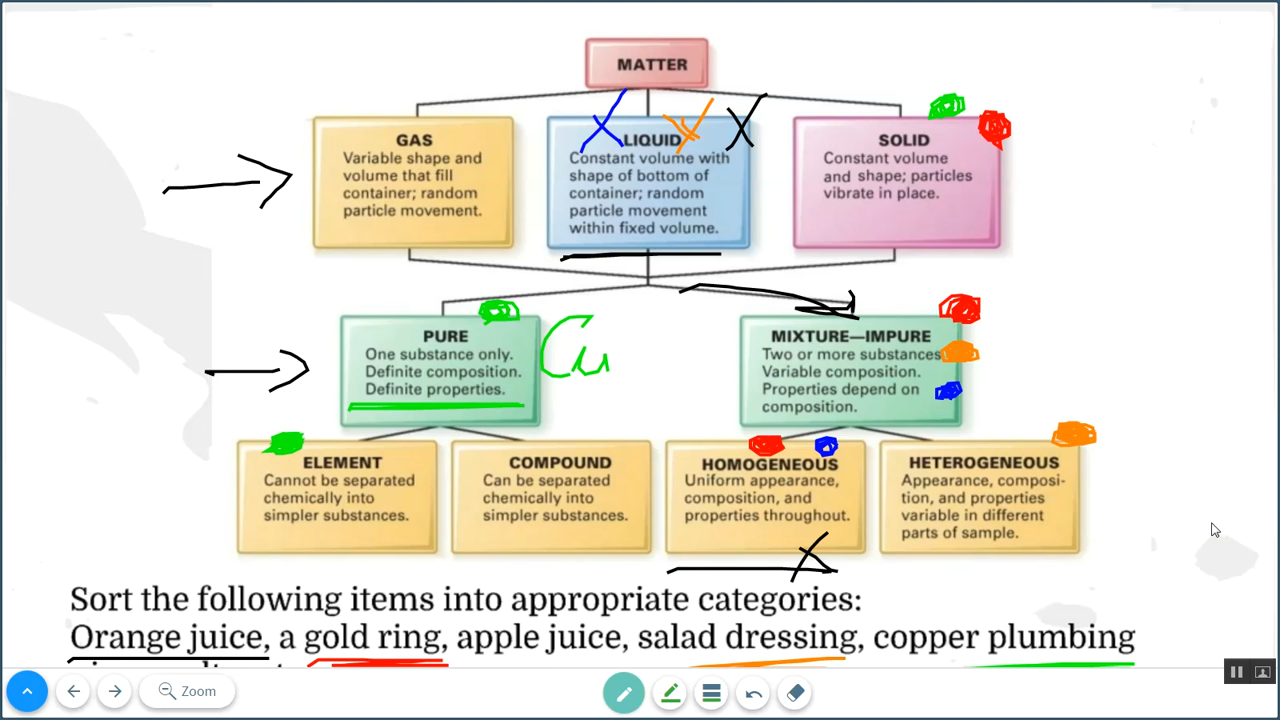 MATTER
GAS
Variable shape and
volume that fill
container; random
particle movement.
LIQUID
Constant volume with
shape of bottom of
container; random
particle movement
within fixed volume.
SOLID
Constant volume
and shape; particles
vibrate in place.
PURE
One substance only.
Definite composition.
Definite properties.
Cu
MIXTURE—IMPURE
Two or more substances
Variable composition.
Properties depend on
composition.
ELEMENT
Cannot be separated
chemically into
simpler substances.
COMPOUND
Can be separated
chemically into
simpler substances.
HOMOGENEOUS
Uniform appearance,
composition, and
properties throughout.
HETEROGENEOUS
Appearance, composi-
tion, and properties
variable in different
parts of sample.
Sort the following items into appropriate categories:
Orange juice, a gold ring, apple juice, salad dressing, copper plumbing
Zoom